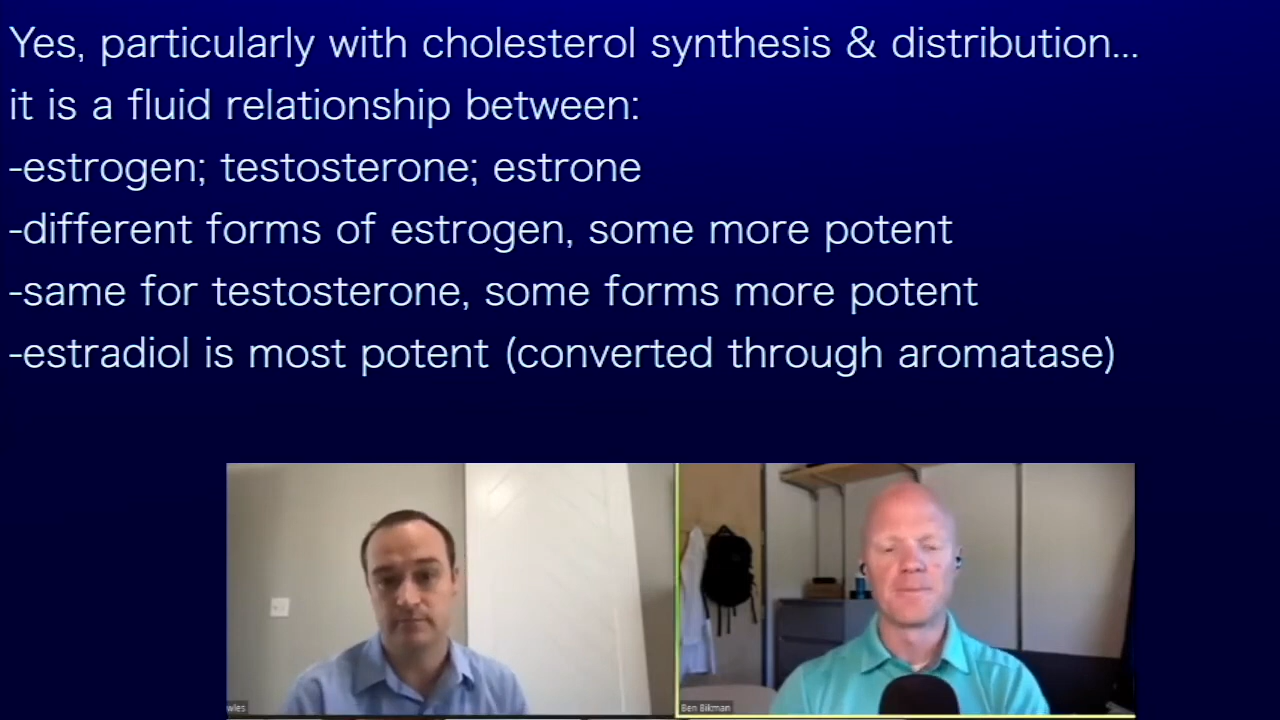 Yes, particularly with cholesterol synthesis & distribution...
it is a fluid relationship between:
-estrogen; testosterone; estrone
-different forms of estrogen, some more potent
-same for testosterone, some forms more potent
-estradiol is most potent (converted through aromatase)
wles
Ben Bikman